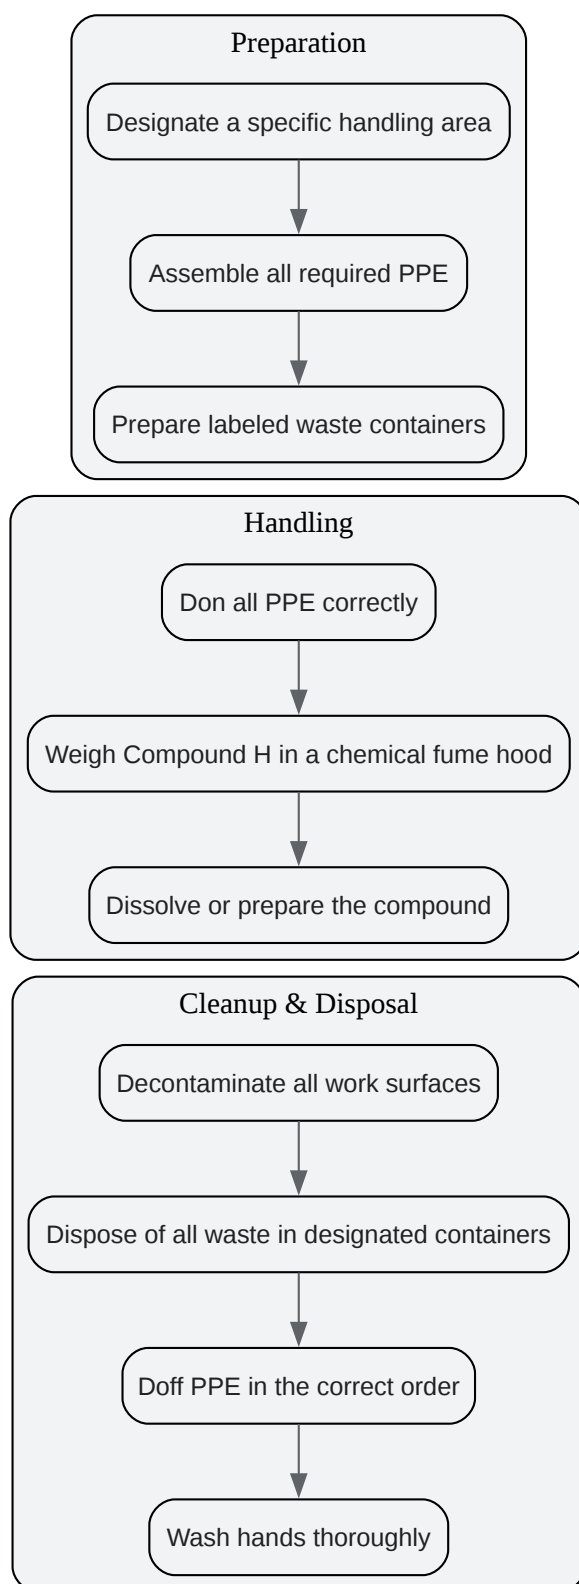 Preparation
Designate a specific handling area
Assemble all required PPE
Prepare labeled waste containers
Handling
Don all PPE correctly
Weigh Compound H in a chemical fume hood
Dissolve or prepare the compound
Cleanup & Disposal
Decontaminate all work surfaces
Dispose of all waste in designated containers
Doff PPE in the correct order
Wash hands thoroughly